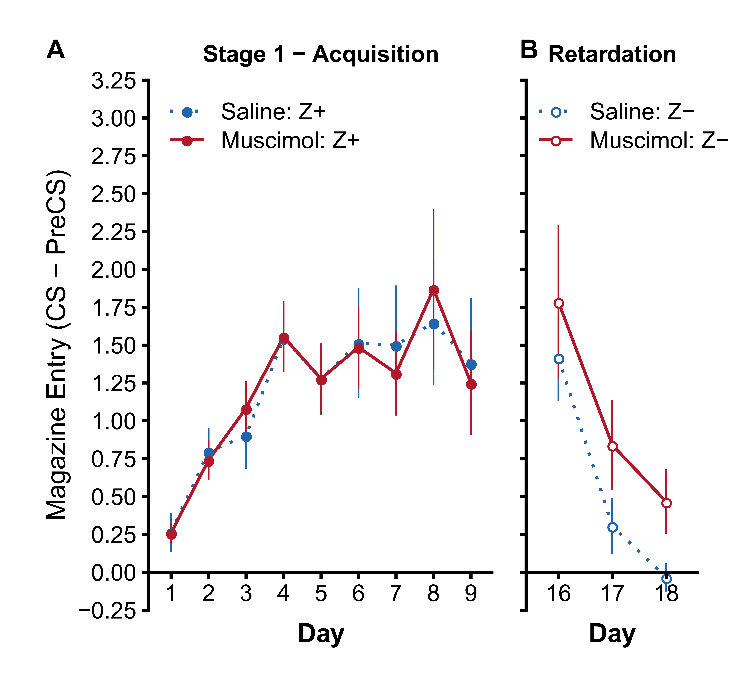 A
Stage 1 − Acquisition
B
Retardation
Saline: Z+
Muscimol: Z+
Saline: Z−
Muscimol: Z−
Magazine Entry (CS − PreCS)
3.25
3.00
2.75
2.50
2.25
2.00
1.75
1.50
1.25
1.00
0.75
0.50
0.25
0.00
−0.25
1 2 3 4 5 6 7 8 9
16 17 18
Day
Day